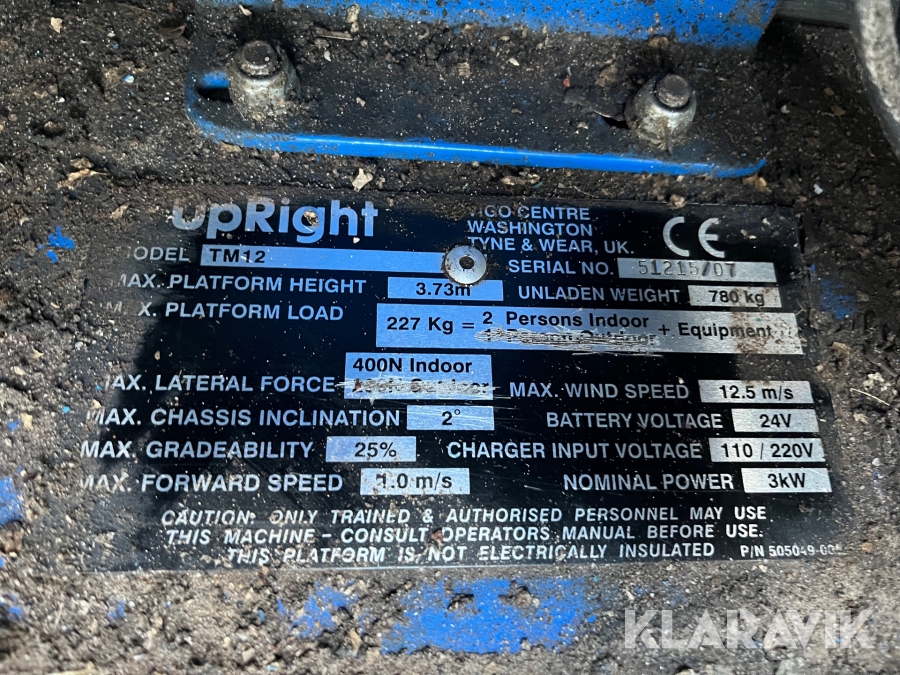 UpRight
VIGO CENTRE
WASHINGTON
TYNE & WEAR, UK.
CE
MODEL TM12
SERIAL NO. 51215/07
MAX. PLATFORM HEIGHT 3.73m
UNLADEN WEIGHT 780 kg
MAX. PLATFORM LOAD 227 Kg = 2 Persons Indoor + Equipment
MAX. LATERAL FORCE 400N Indoor
MAX. WIND SPEED 12.5 m/s
MAX. CHASSIS INCLINATION 2°
BATTERY VOLTAGE 24V
MAX. GRADEABILITY 25%
CHARGER INPUT VOLTAGE 110 / 220V
MAX. FORWARD SPEED 1.0 m/s
NOMINAL POWER 3kW
CAUTION: ONLY TRAINED & AUTHORISED PERSONNEL MAY USE
THIS MACHINE - CONSULT OPERATORS MANUAL BEFORE USE.
THIS PLATFORM IS NOT ELECTRICALLY INSULATED P/N
KLARAVIK